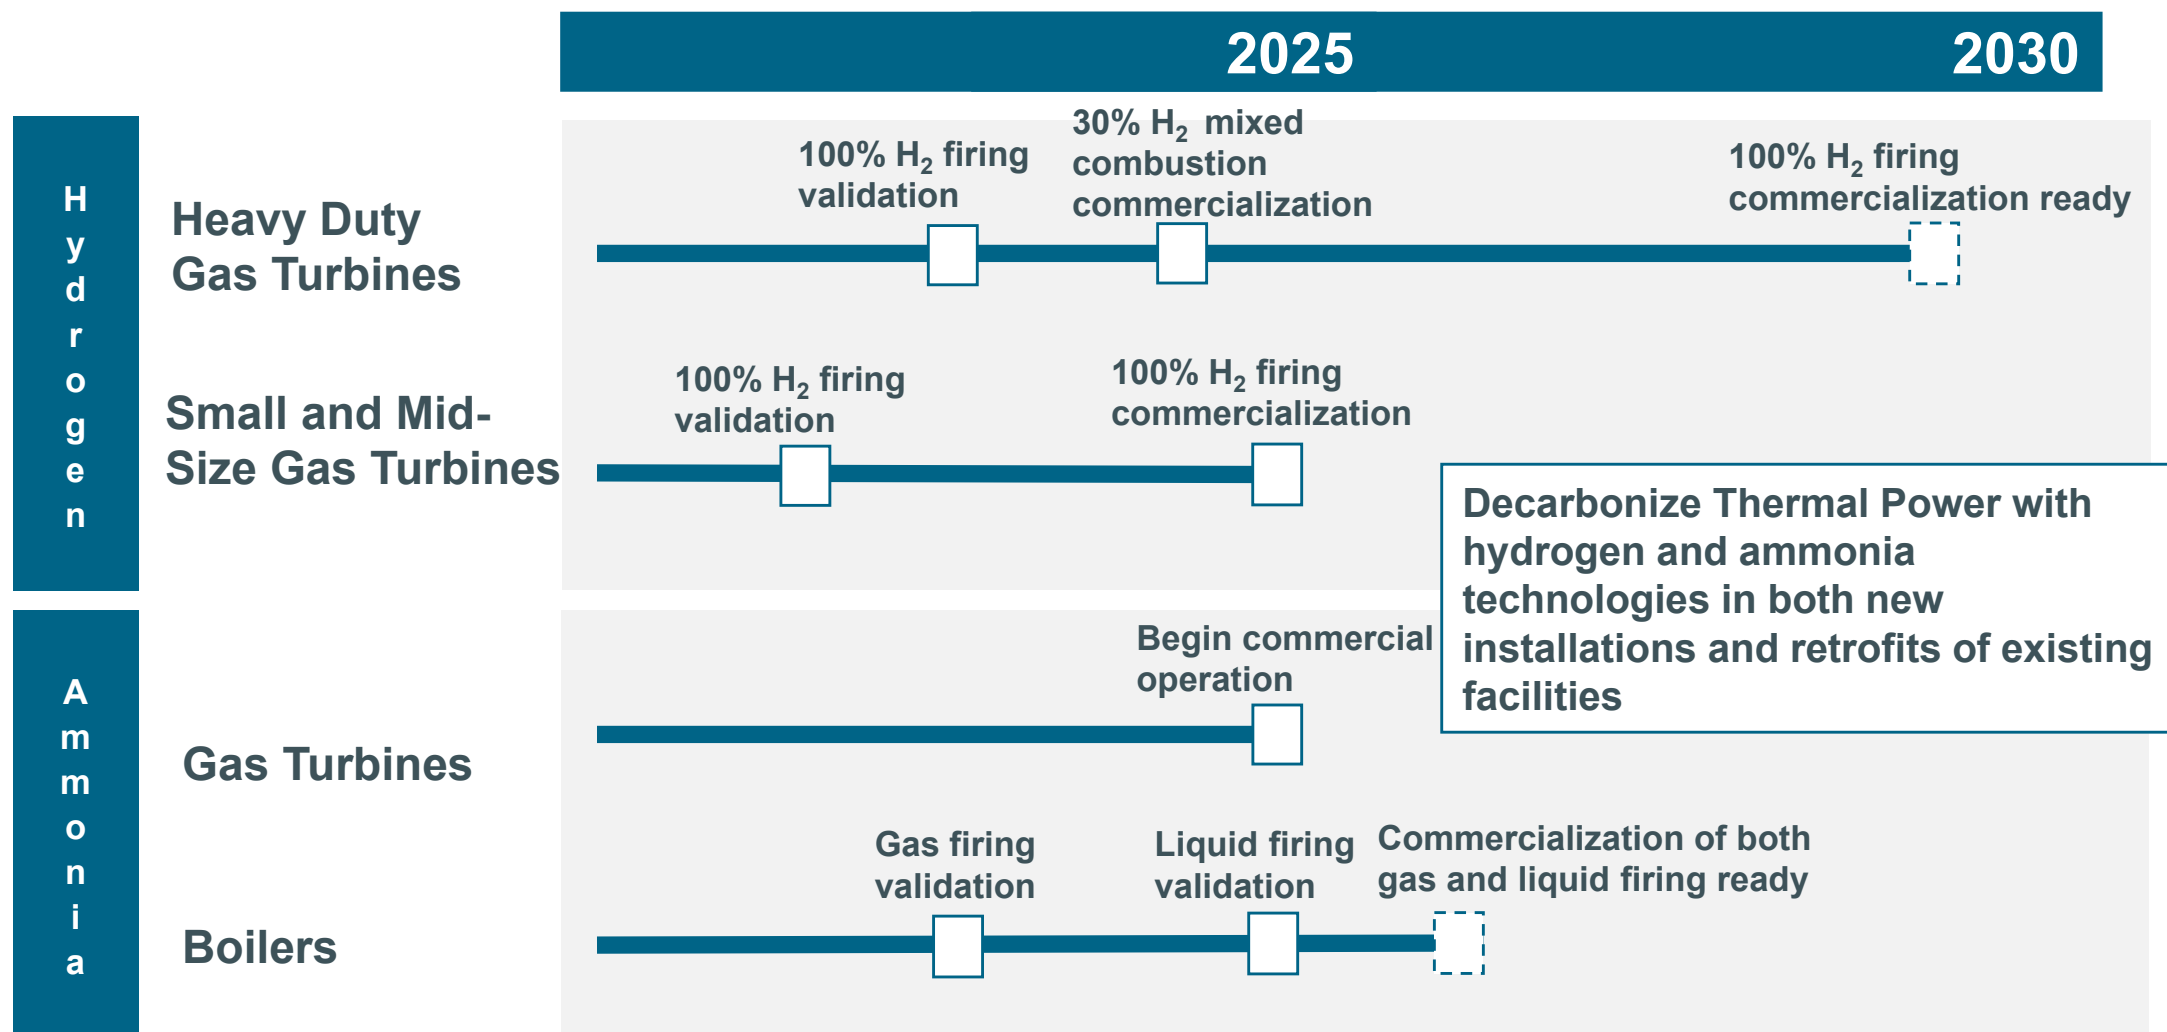 2025
2030
Hydrogen
Heavy Duty
Gas Turbines
100% H₂ firing
validation
30% H₂ mixed
combustion
commercialization
100% H₂ firing
commercialization ready
Small and Mid-
Size Gas Turbines
100% H₂ firing
validation
100% H₂ firing
commercialization
Decarbonize Thermal Power with
hydrogen and ammonia
technologies in both new
installations and retrofits of existing
facilities
Ammonia
Gas Turbines
Begin commercial
operation
Boilers
Gas firing
validation
Liquid firing
validation
Commercialization of both
gas and liquid firing ready